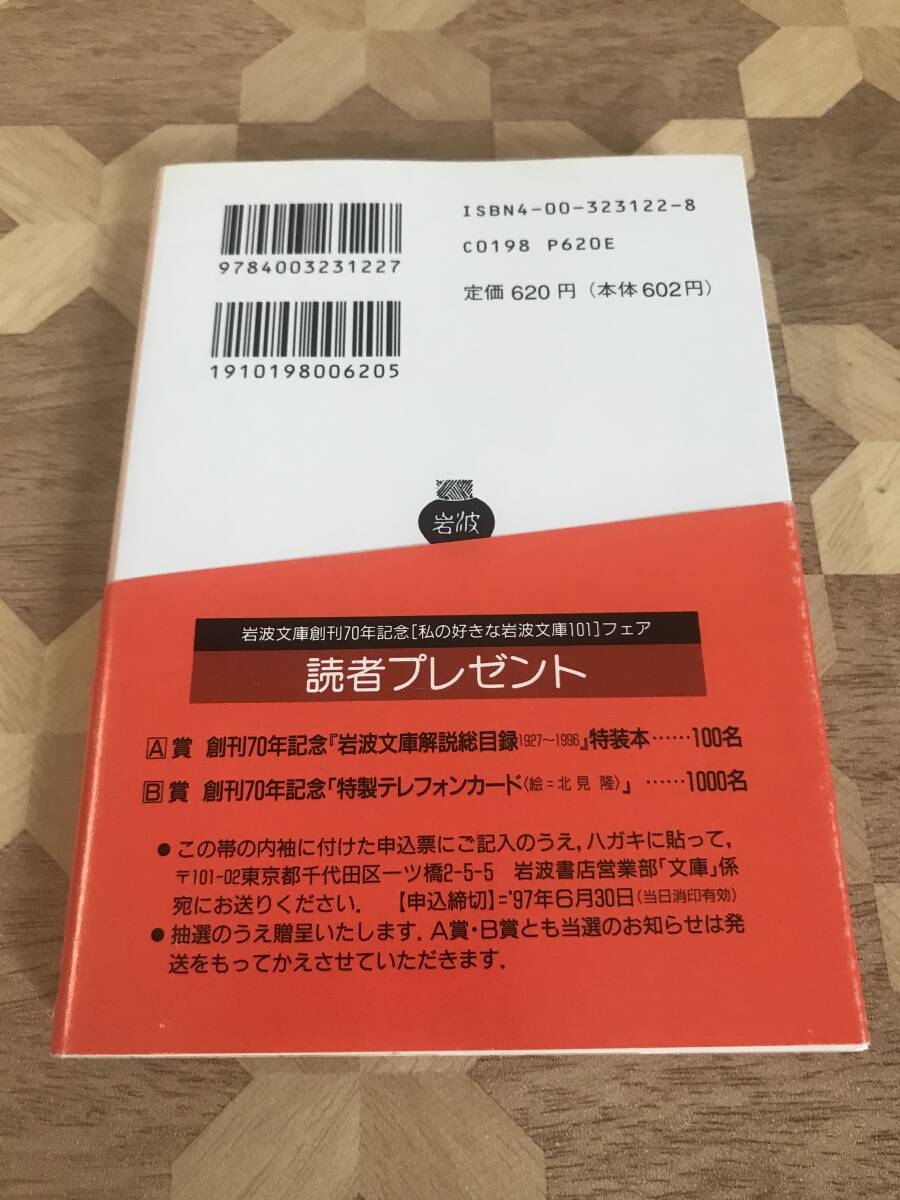 ISBN4-00-323122-8
C0198 P620E
定価620円（本体602円）
9784003231227
1910198006205
岩波
岩波文庫創刊70年記念[私の好きな岩波文庫101]フェア
読者プレゼント
A賞 創刊70年記念『岩波文庫解説総目録1927〜1996』特装本……100名
B賞 創刊70年記念「特製テレフォンカード〈絵=北見 隆〉」……1000名
●この帯の内袖に付けた申込票にご記入のうえ，ハガキに貼って，
〒101-02東京都千代田区一ツ橋2-5-5 岩波書店営業部「文庫」係
宛にお送りください． 【申込締切】='97年6月30日(当日消印有効)
●抽選のうえ贈呈いたします．A賞・B賞とも当選のお知らせは発
送をもってかえさせていただきます．